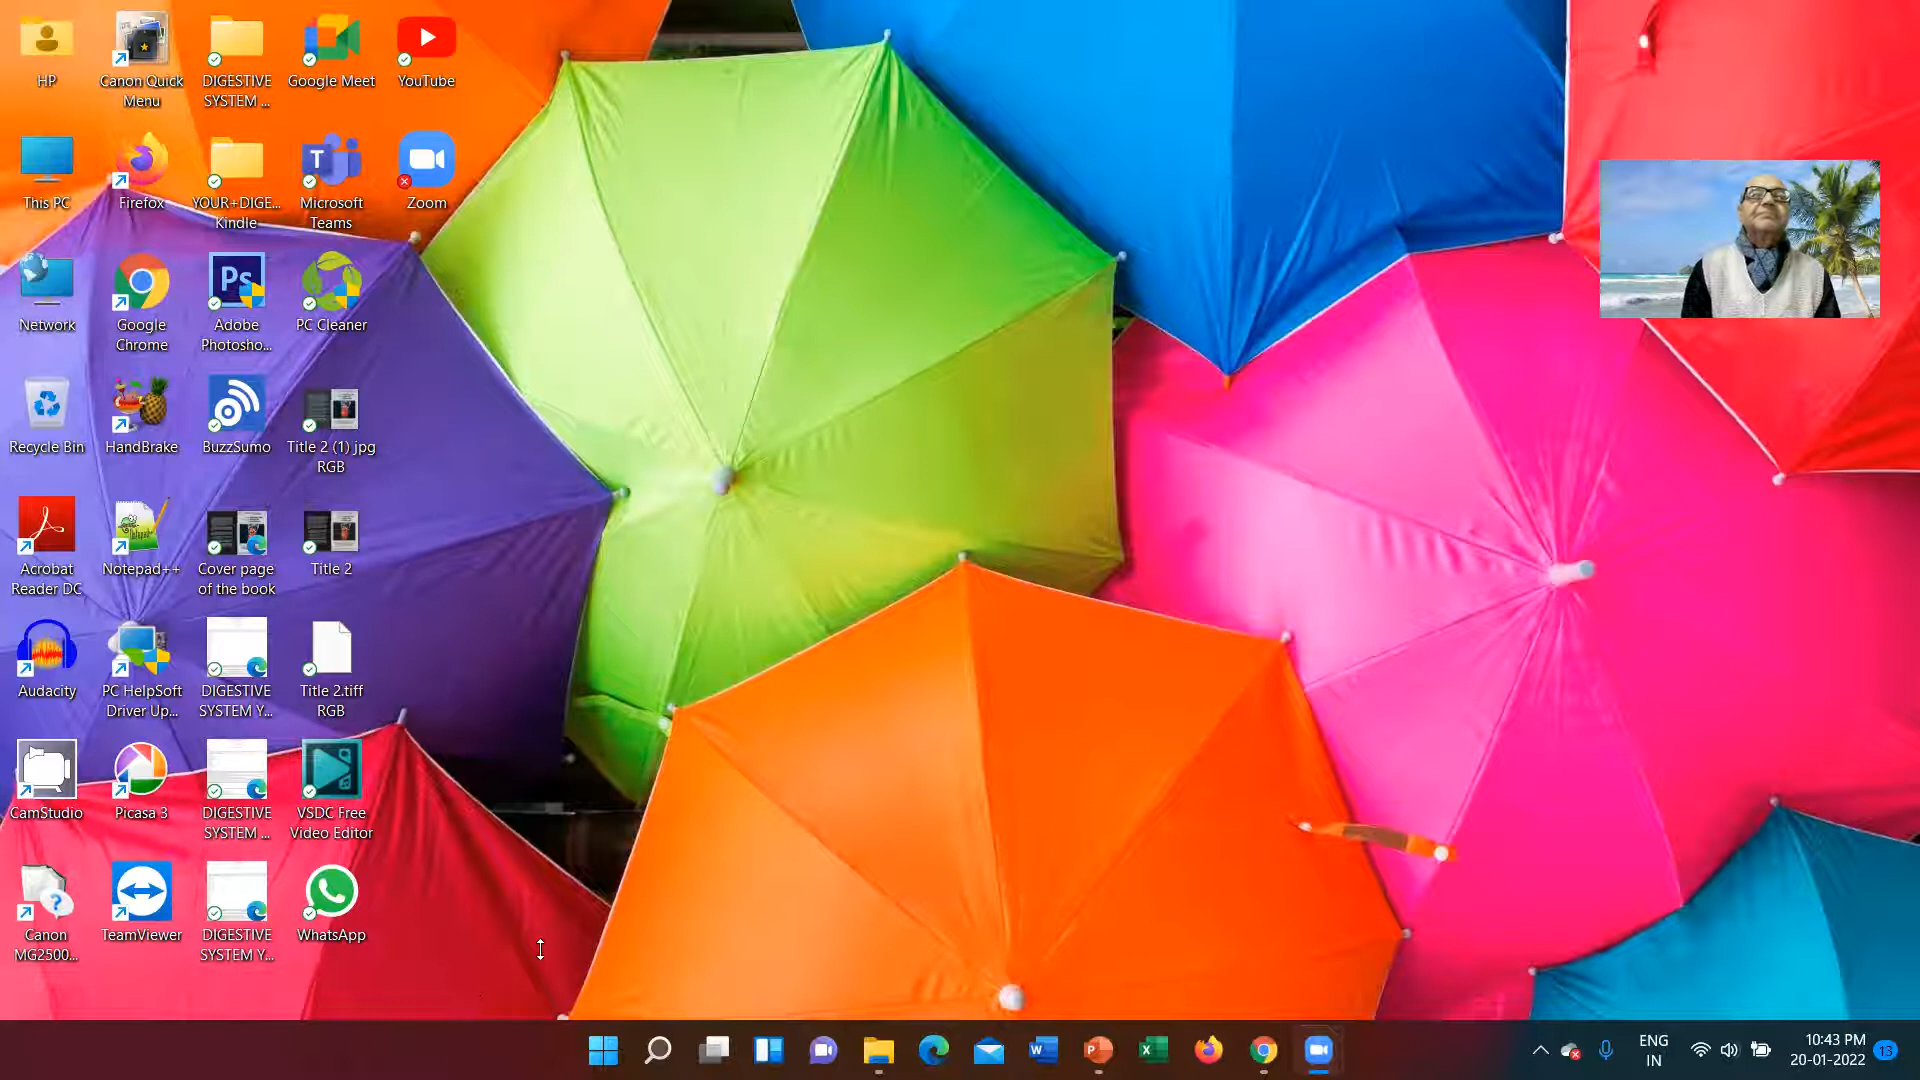 HP
Canon Quick
Menu
DIGESTIVE
SYSTEM ...
Google Meet
YouTube
This PC
Firefox
YOUR+DIGE...
Kindle
Microsoft
Teams
Zoom
Network
Google
Chrome
Ps
Adobe
Photosho...
PC Cleaner
Recycle Bin
HandBrake
BuzzSumo
Title 2 (1) jpg
RGB
Acrobat
Reader DC
Notepad++
Cover page
of the book
Title 2
Audacity
PC HelpSoft
Driver Up...
DIGESTIVE
SYSTEM Y...
Title 2.tiff
RGB
CamStudio
Picasa 3
DIGESTIVE
SYSTEM ...
VSDC Free
Video Editor
Canon
MG2500...
TeamViewer
DIGESTIVE
SYSTEM Y...
WhatsApp
ENG
IN
10:43 PM
20-01-2022
13